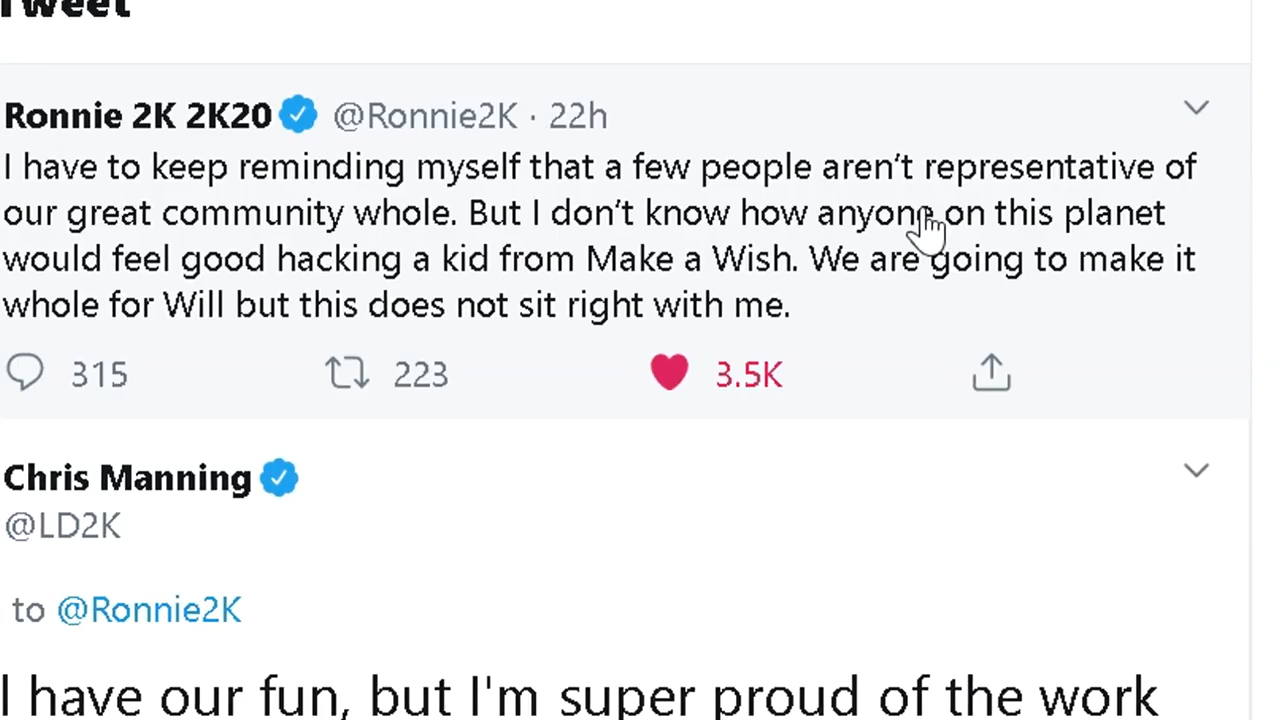 Tweet
Ronnie 2K 2K20 @Ronnie2K · 22h
I have to keep reminding myself that a few people aren’t representative of
our great community whole. But I don’t know how anyone on this planet
would feel good hacking a kid from Make a Wish. We are going to make it
whole for Will but this does not sit right with me.
315 223 3.5K
Chris Manning
@LD2K
to @Ronnie2K
I have our fun, but I'm super proud of the work